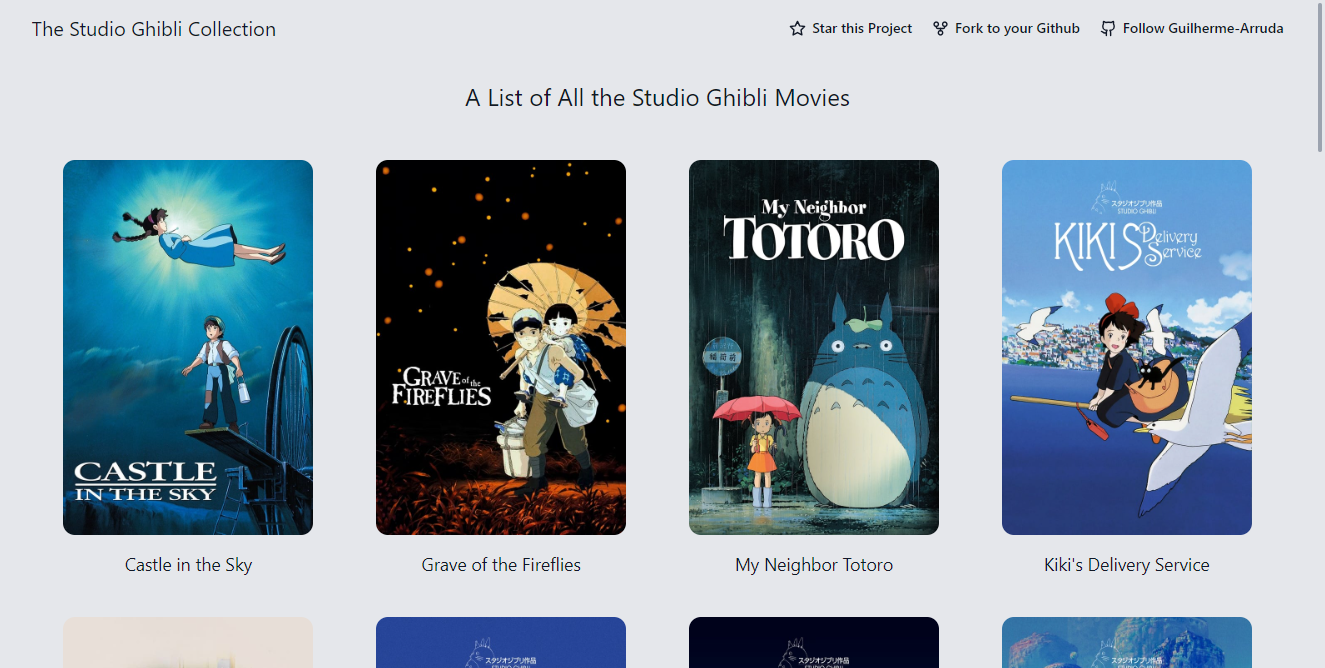 The Studio Ghibli Collection
Star this Project
Fork to your Github
Follow Guilherme-Arruda
A List of All the Studio Ghibli Movies
CASTLE
IN THE SKY
GRAVE of the
FIREFLIES
My Neighbor
TOTORO
スタジオジブリ作品
STUDIO GHIBLI
KIKI'S Delivery
Service
Castle in the Sky
Grave of the Fireflies
My Neighbor Totoro
Kiki's Delivery Service
スタジオジブリ作品
スタジオジブリ作品
スタジオジブリ作品